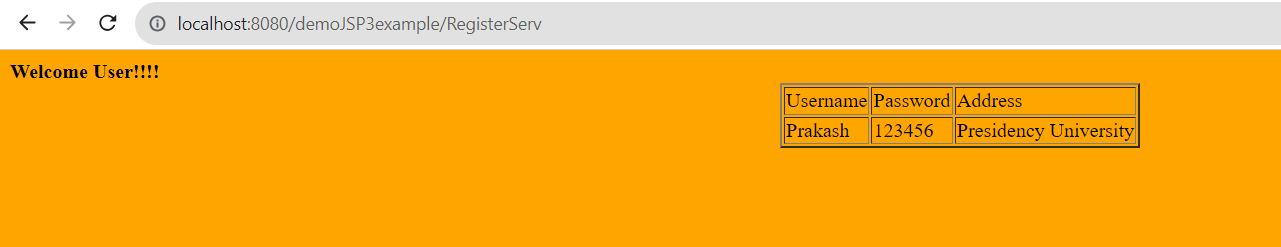 localhost:8080/demoJSP3example/RegisterServ
Welcome User!!!!
Username Password Address
Prakash 123456 Presidency University